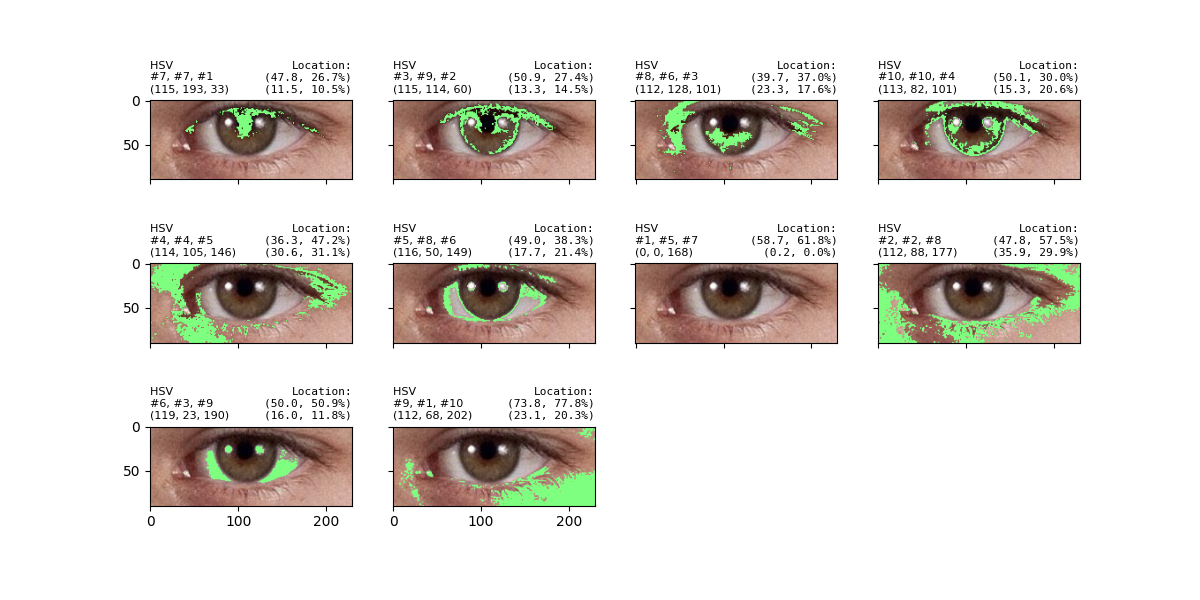 HSV Location:
#7, #7, #1 (47.8, 26.7%)
(115, 193, 33) (11.5, 10.5%)
HSV Location:
#3, #9, #2 (50.9, 27.4%)
(115, 114, 60) (13.3, 14.5%)
HSV Location:
#8, #6, #3 (39.7, 37.0%)
(112, 128, 101) (23.3, 17.6%)
HSV Location:
#10, #10, #4 (50.1, 30.0%)
(113, 82, 101) (15.3, 20.6%)
0
50
HSV Location:
#4, #4, #5 (36.3, 47.2%)
(114, 105, 146) (30.6, 31.1%)
HSV Location:
#5, #8, #6 (49.0, 38.3%)
(116, 50, 149) (17.7, 21.4%)
HSV Location:
#1, #5, #7 (58.7, 61.8%)
(0, 0, 168) (0.2, 0.0%)
HSV Location:
#2, #2, #8 (47.8, 57.5%)
(112, 88, 177) (35.9, 29.9%)
0
50
HSV Location:
#6, #3, #9 (50.0, 50.9%)
(119, 23, 190) (16.0, 11.8%)
HSV Location:
#9, #1, #10 (73.8, 77.8%)
(112, 68, 202) (23.1, 20.3%)
0
50
0 100 200
0 100 200